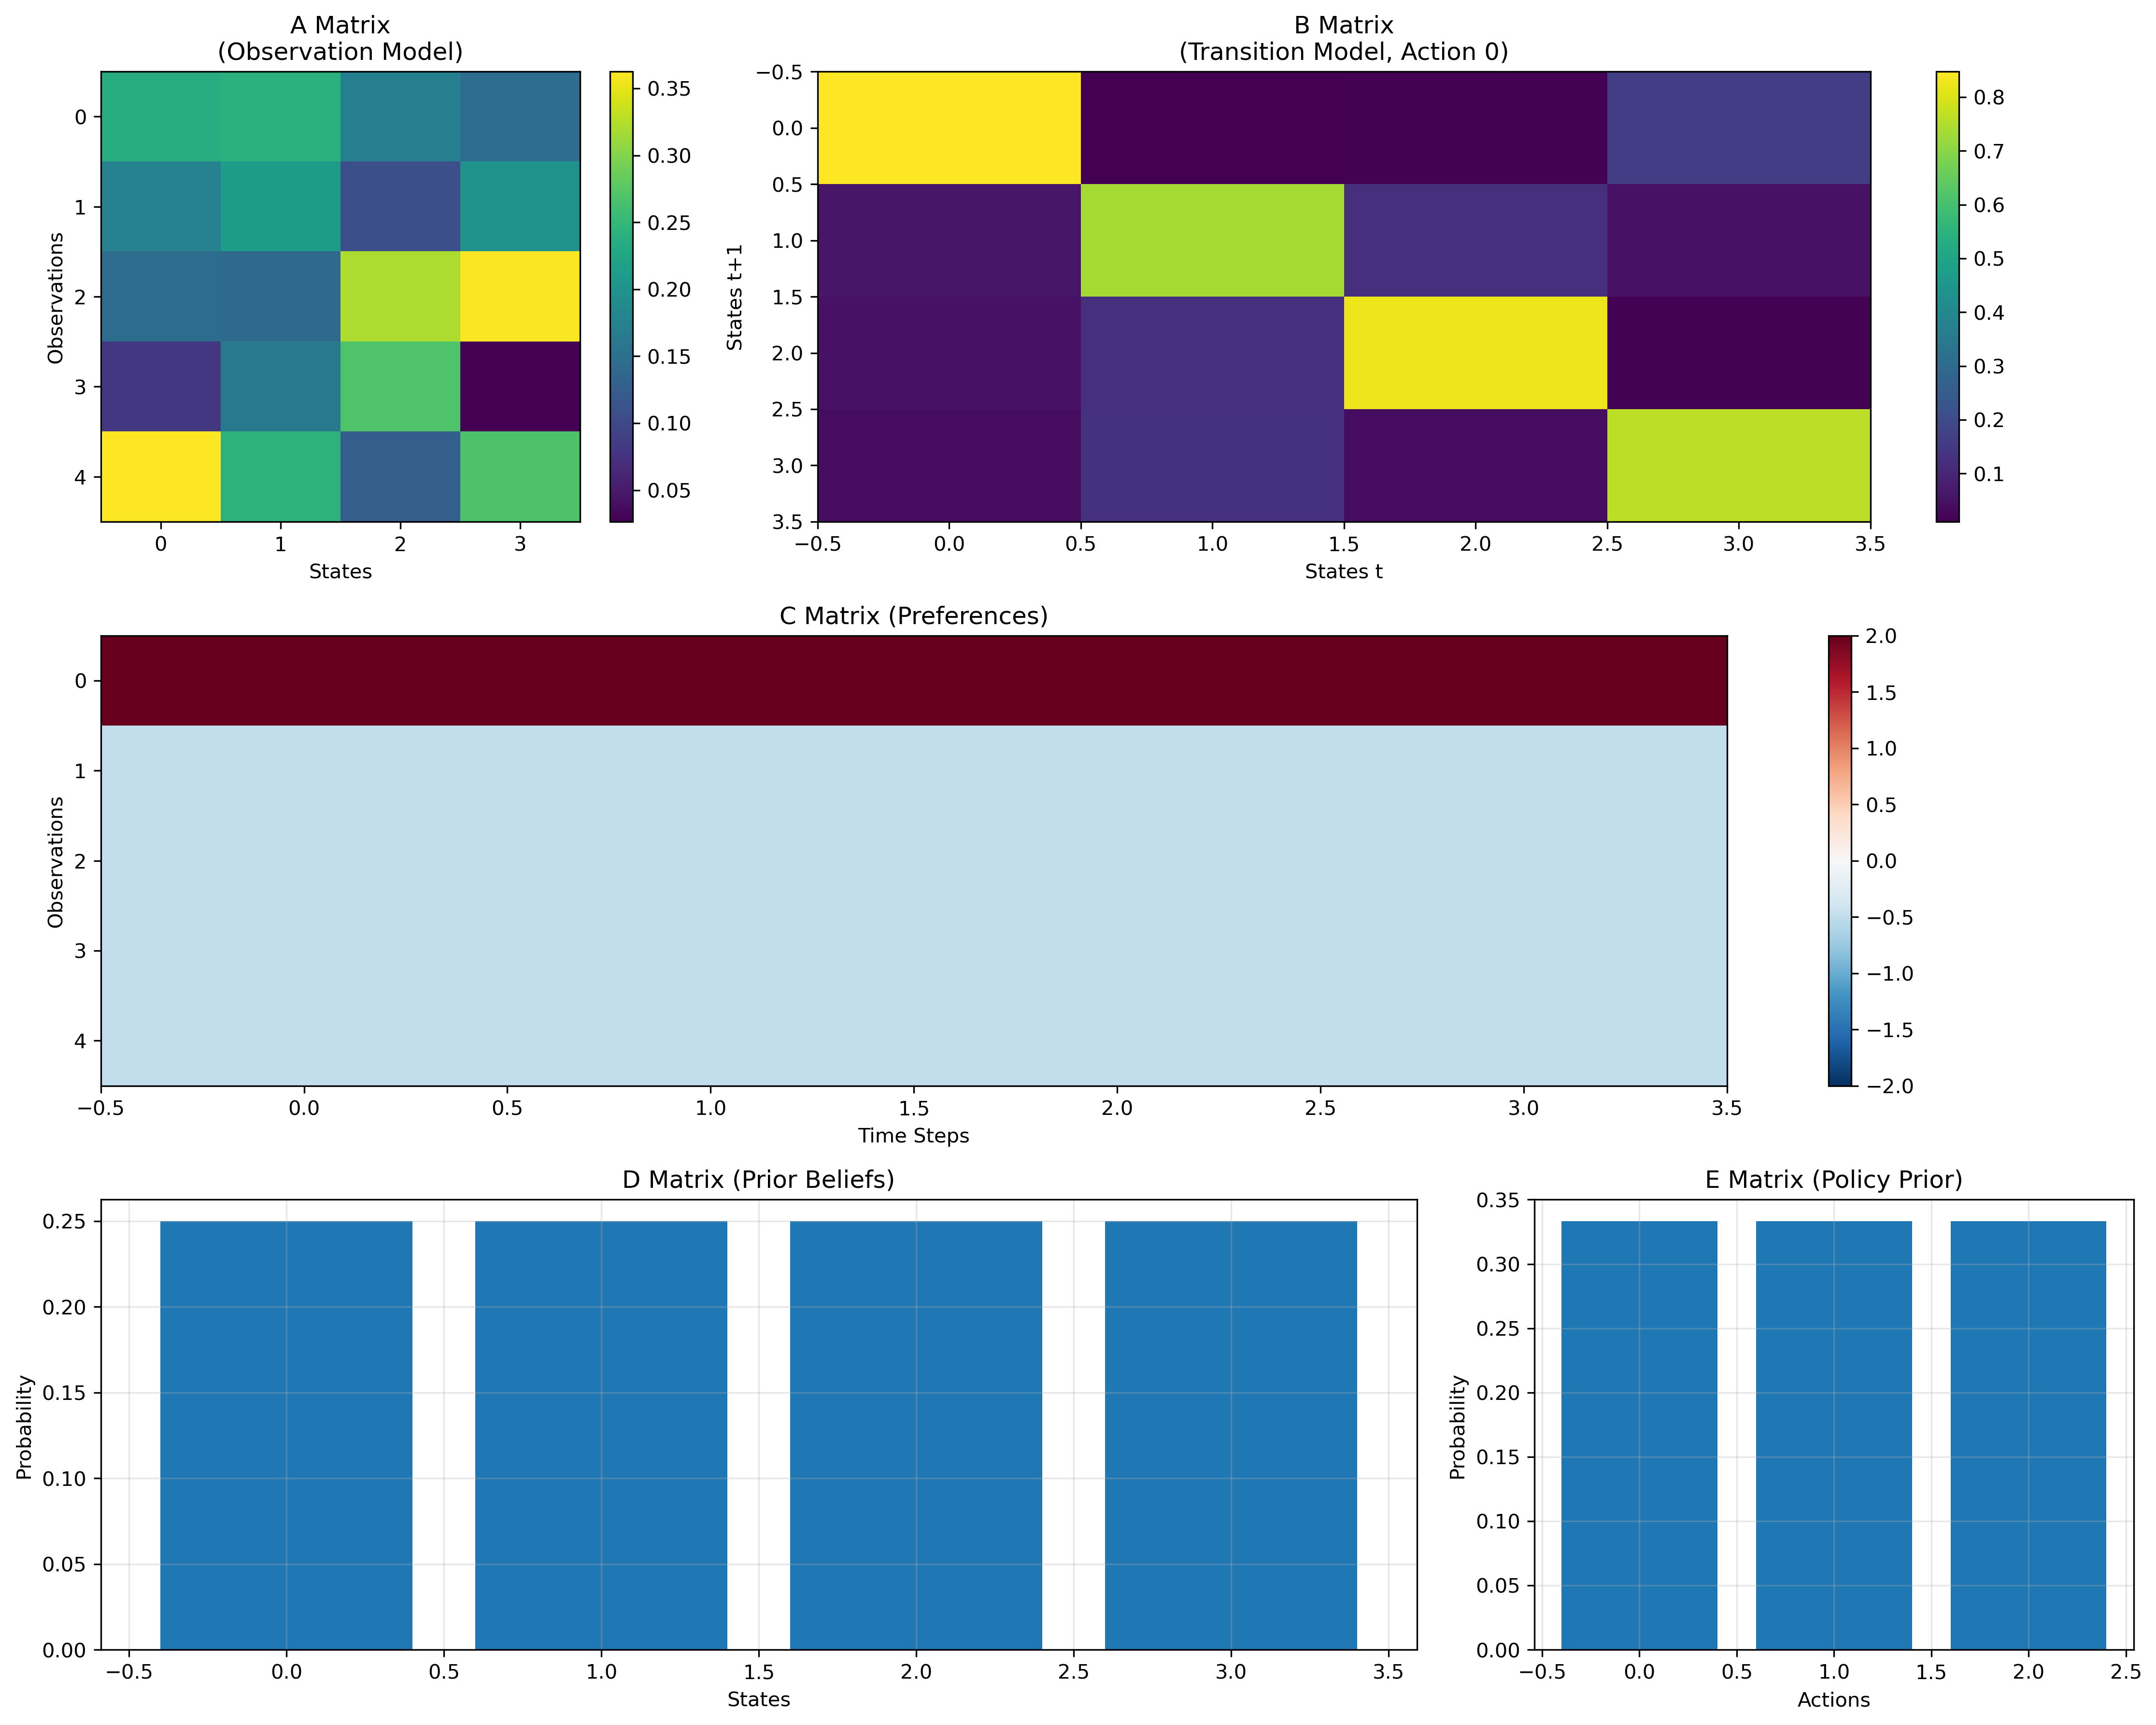 A Matrix
(Observation Model)
Observations
0
1
2
3
4
0 1 2 3
States
0.35
0.30
0.25
0.20
0.15
0.10
0.05
B Matrix
(Transition Model, Action 0)
States t+1
−0.5
0.0
0.5
1.0
1.5
2.0
2.5
3.0
3.5
−0.5 0.0 0.5 1.0 1.5 2.0 2.5 3.0 3.5
States t
0.8
0.7
0.6
0.5
0.4
0.3
0.2
0.1
C Matrix (Preferences)
Observations
0
1
2
3
4
−0.5 0.0 0.5 1.0 1.5 2.0 2.5 3.0 3.5
Time Steps
2.0
1.5
1.0
0.5
0.0
−0.5
−1.0
−1.5
−2.0
D Matrix (Prior Beliefs)
Probability
0.25
0.20
0.15
0.10
0.05
0.00
−0.5 0.0 0.5 1.0 1.5 2.0 2.5 3.0 3.5
States
E Matrix (Policy Prior)
Probability
0.35
0.30
0.25
0.20
0.15
0.10
0.05
0.00
−0.5 0.0 0.5 1.0 1.5 2.0 2.5
Actions